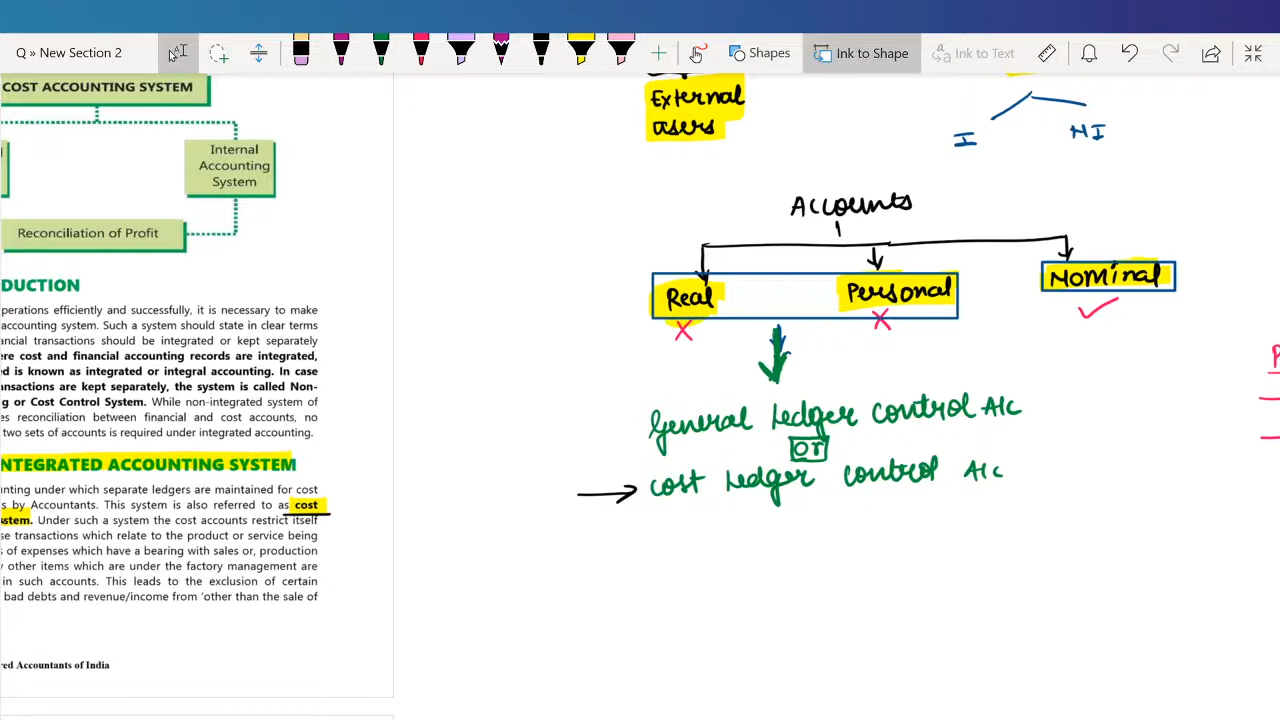 Q » New Section 2
Shapes
Ink to Shape
Ink to Text
COST ACCOUNTING SYSTEM
Internal
Accounting
System
Reconciliation of Profit
DUCTION
perations efficiently and successfully, it is necessary to make
accounting system. Such a system should state in clear terms
nancial transactions should be integrated or kept separately
ere cost and financial accounting records are integrated,
ed is known as integrated or integral accounting. In case
ansactions are kept separately, the system is called Non-
g or Cost Control System. While non-integrated system of
es reconciliation between financial and cost accounts, no
two sets of accounts is required under integrated accounting.
INTEGRATED ACCOUNTING SYSTEM
unting under which separate ledgers are maintained for cost
s by Accountants. This system is also referred to as cost
stem. Under such a system the cost accounts restrict itself
se transactions which relate to the product or service being
s of expenses which have a bearing with sales or, production
y other items which are under the factory management are
in such accounts. This leads to the exclusion of certain
bad debts and revenue/income from 'other than the sale of
red Accountants of India
External
users
I
NI
Accounts
Real
Personal
Nominal
General Ledger control A/c
or
cost Ledger control A/c
P